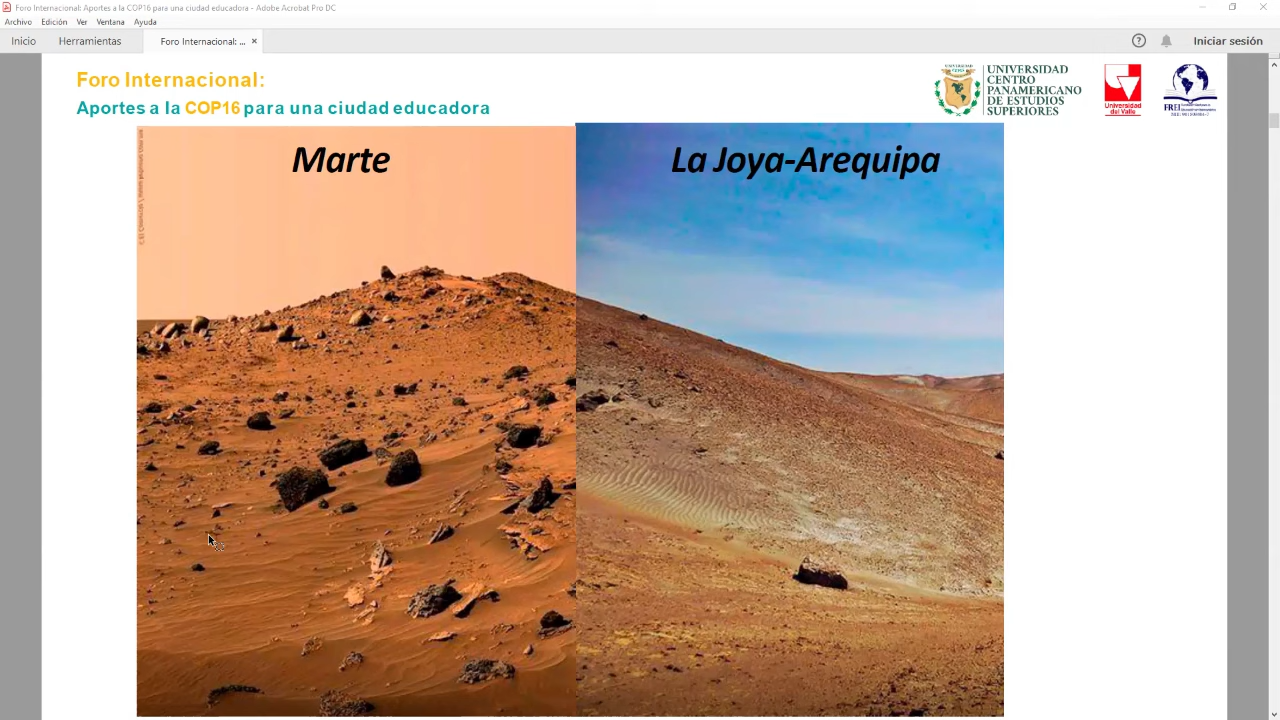 Foro Internacional: Aportes a la COP16 para una ciudad educadora - Adobe Acrobat Pro DC
Archivo Edición Ver Ventana Ayuda
Inicio Herramientas Foro Internacional: ... × Iniciar sesión
Foro Internacional:
Aportes a la COP16 para una ciudad educadora
UNIVERSIDAD
CENTRO
PANAMERICANO
DE ESTUDIOS
SUPERIORES
Universidad
del Valle
FREI
Marte
La Joya-Arequipa